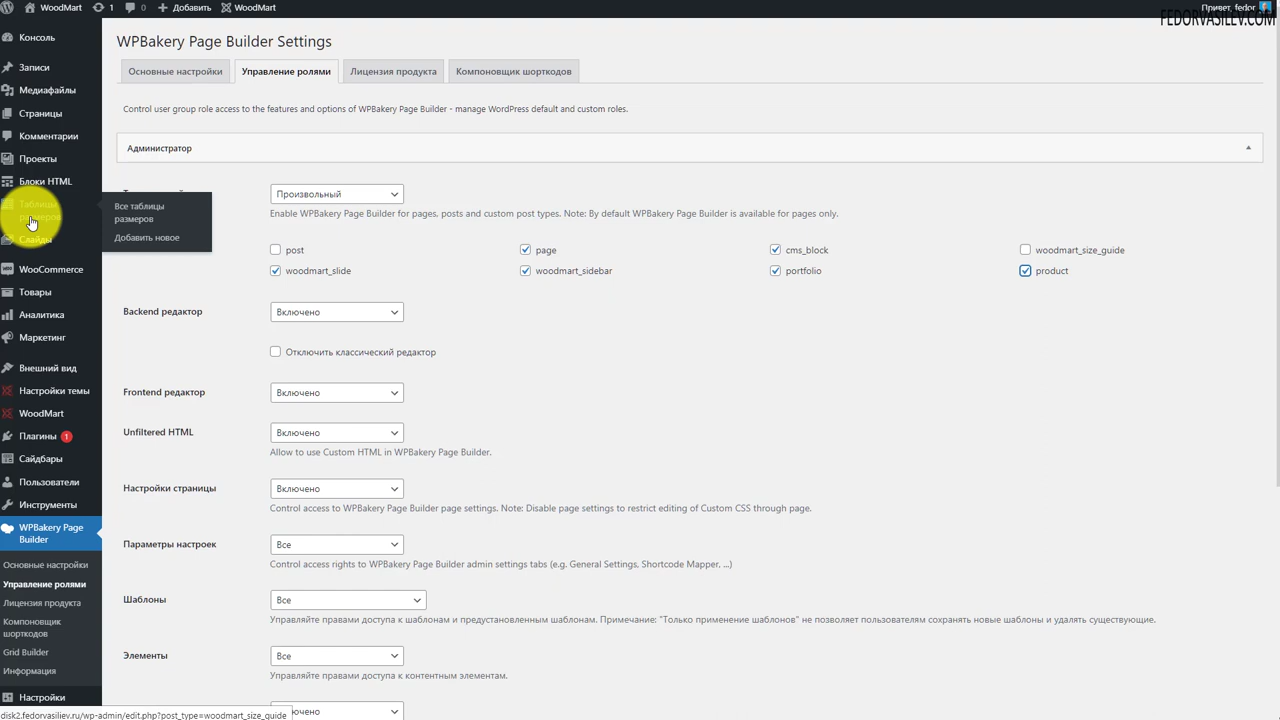 WoodMart 1 0 Добавить WoodMart Привет, fedor
FEDORVASILEV.COM
Консоль
Записи
Медиафайлы
Страницы
Комментарии
Проекты
Блоки HTML
Таблицы
размеров
Слайды
WooCommerce
Товары
Аналитика
Маркетинг
Внешний вид
Настройки темы
WoodMart
Плагины 1
Сайдбары
Пользователи
Инструменты
WPBakery Page
Builder
Основные настройки
Управление ролями
Лицензия продукта
Компоновщик
шорткодов
Grid Builder
Информация
Настройки
Все таблицы
размеров
Добавить новое
WPBakery Page Builder Settings
Основные настройки Управление ролями Лицензия продукта Компоновщик шорткодов
Control user group role access to the features and options of WPBakery Page Builder - manage WordPress default and custom roles.
Администратор
Произвольный
Enable WPBakery Page Builder for pages, posts and custom post types. Note: By default WPBakery Page Builder is available for pages only.
post page cms_block woodmart_size_guide
woodmart_slide woodmart_sidebar portfolio product
Backend редактор Включено
Отключить классический редактор
Frontend редактор Включено
Unfiltered HTML Включено
Allow to use Custom HTML in WPBakery Page Builder.
Настройки страницы Включено
Control access to WPBakery Page Builder page settings. Note: Disable page settings to restrict editing of Custom CSS through page.
Параметры настроек Все
Control access rights to WPBakery Page Builder admin settings tabs (e.g. General Settings, Shortcode Mapper, ...)
Шаблоны Все
Управляйте правами доступа к шаблонам и предустановленным шаблонам. Примечание: "Только применение шаблонов" не позволяет пользователям сохранять новые шаблоны и удалять существующие.
Элементы Все
Управляйте правами доступа к контентным элементам.
disk2.fedorvasiliev.ru/wp-admin/edit.php?post_type=woodmart_size_guide